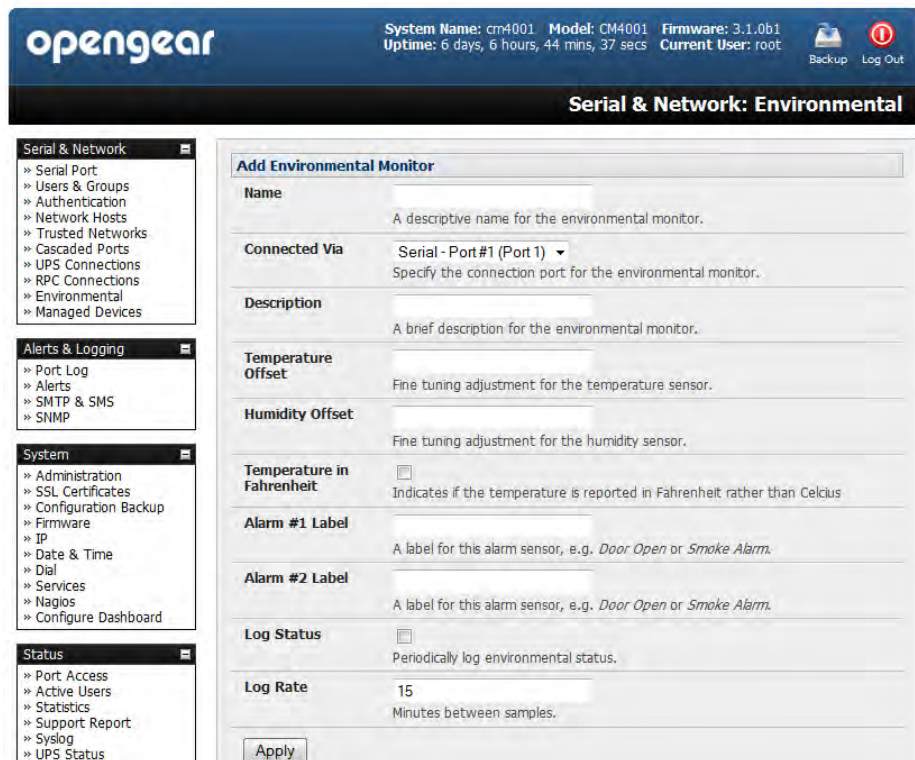 opengear
System Name: cm4001 Model: CM4001 Firmware: 3.1.0b1
Uptime: 6 days, 6 hours, 44 mins, 37 secs Current User: root
Backup Log Out
Serial & Network: Environmental
Serial & Network
» Serial Port
» Users & Groups
» Authentication
» Network Hosts
» Trusted Networks
» Cascaded Ports
» UPS Connections
» RPC Connections
» Environmental
» Managed Devices
Alerts & Logging
» Port Log
» Alerts
» SMTP & SMS
» SNMP
System
» Administration
» SSL Certificates
» Configuration Backup
» Firmware
» IP
» Date & Time
» Dial
» Services
» Nagios
» Configure Dashboard
Status
» Port Access
» Active Users
» Statistics
» Support Report
» Syslog
» UPS Status
Add Environmental Monitor
Name
A descriptive name for the environmental monitor.
Connected Via
Serial - Port #1 (Port 1)
Specify the connection port for the environmental monitor.
Description
A brief description for the environmental monitor.
Temperature
Offset
Fine tuning adjustment for the temperature sensor.
Humidity Offset
Fine tuning adjustment for the humidity sensor.
Temperature in
Fahrenheit
Indicates if the temperature is reported in Fahrenheit rather than Celcius
Alarm #1 Label
A label for this alarm sensor, e.g. Door Open or Smoke Alarm.
Alarm #2 Label
A label for this alarm sensor, e.g. Door Open or Smoke Alarm.
Log Status
Periodically log environmental status.
Log Rate
15
Minutes between samples.
Apply